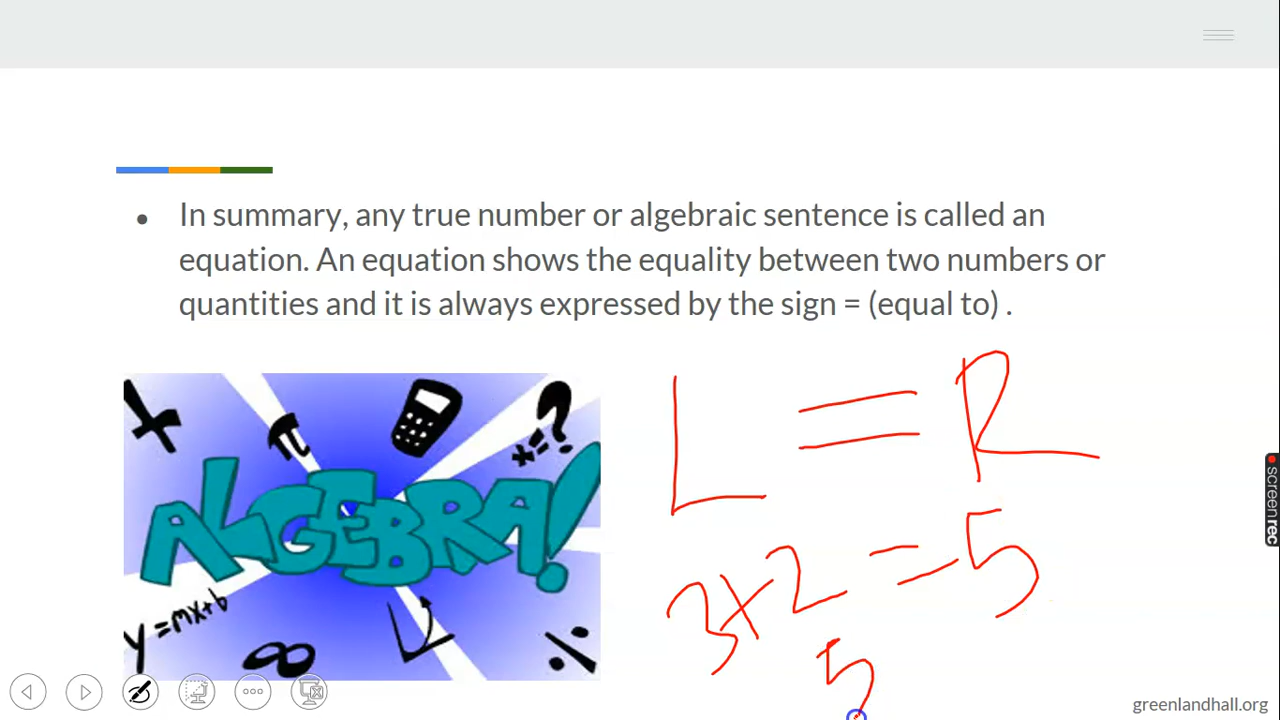 In summary, any true number or algebraic sentence is called an
equation. An equation shows the equality between two numbers or
quantities and it is always expressed by the sign = (equal to) .
L = R
3+2 = 5
5
π
x=-?
ALGEBRA!
y=mx+b
∞
%
screenrec
greenlandhall.org